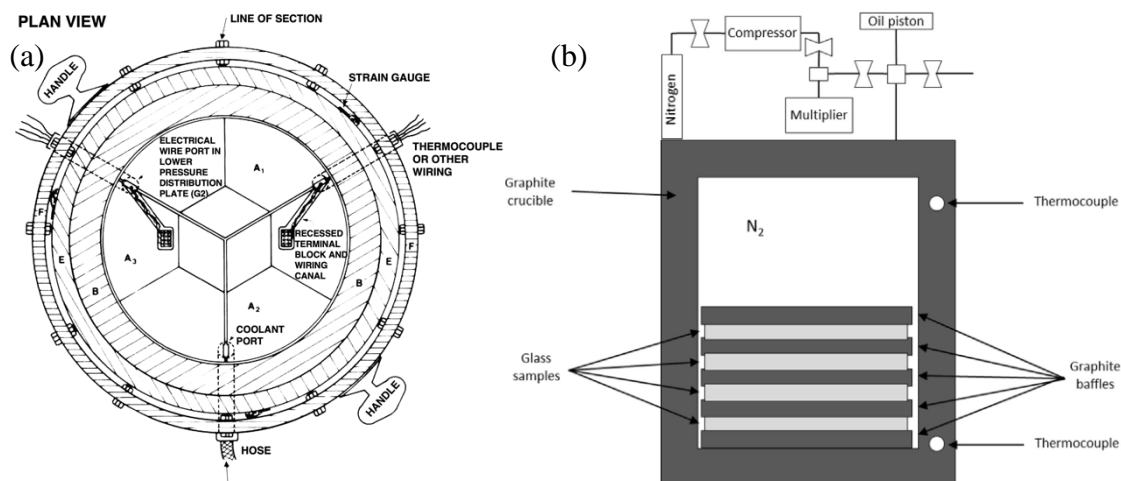 PLAN VIEW
(a)
LINE OF SECTION
HANDLE
STRAIN GAUGE
ELECTRICAL
WIRE PORT IN
LOWER
PRESSURE
DISTRIBUTION
PLATE (G2)
A1
THERMOCOUPLE
OR OTHER
WIRING
RECESSED
TERMINAL
BLOCK AND
WIRING
CANAL
F
F
E
E
A3
B
B
A2
COOLANT
PORT
HANDLE
HOSE
(b)
Oil piston
Compressor
Nitrogen
Multiplier
Graphite
crucible
Thermocouple
N2
Glass
samples
Graphite
baffles
Thermocouple